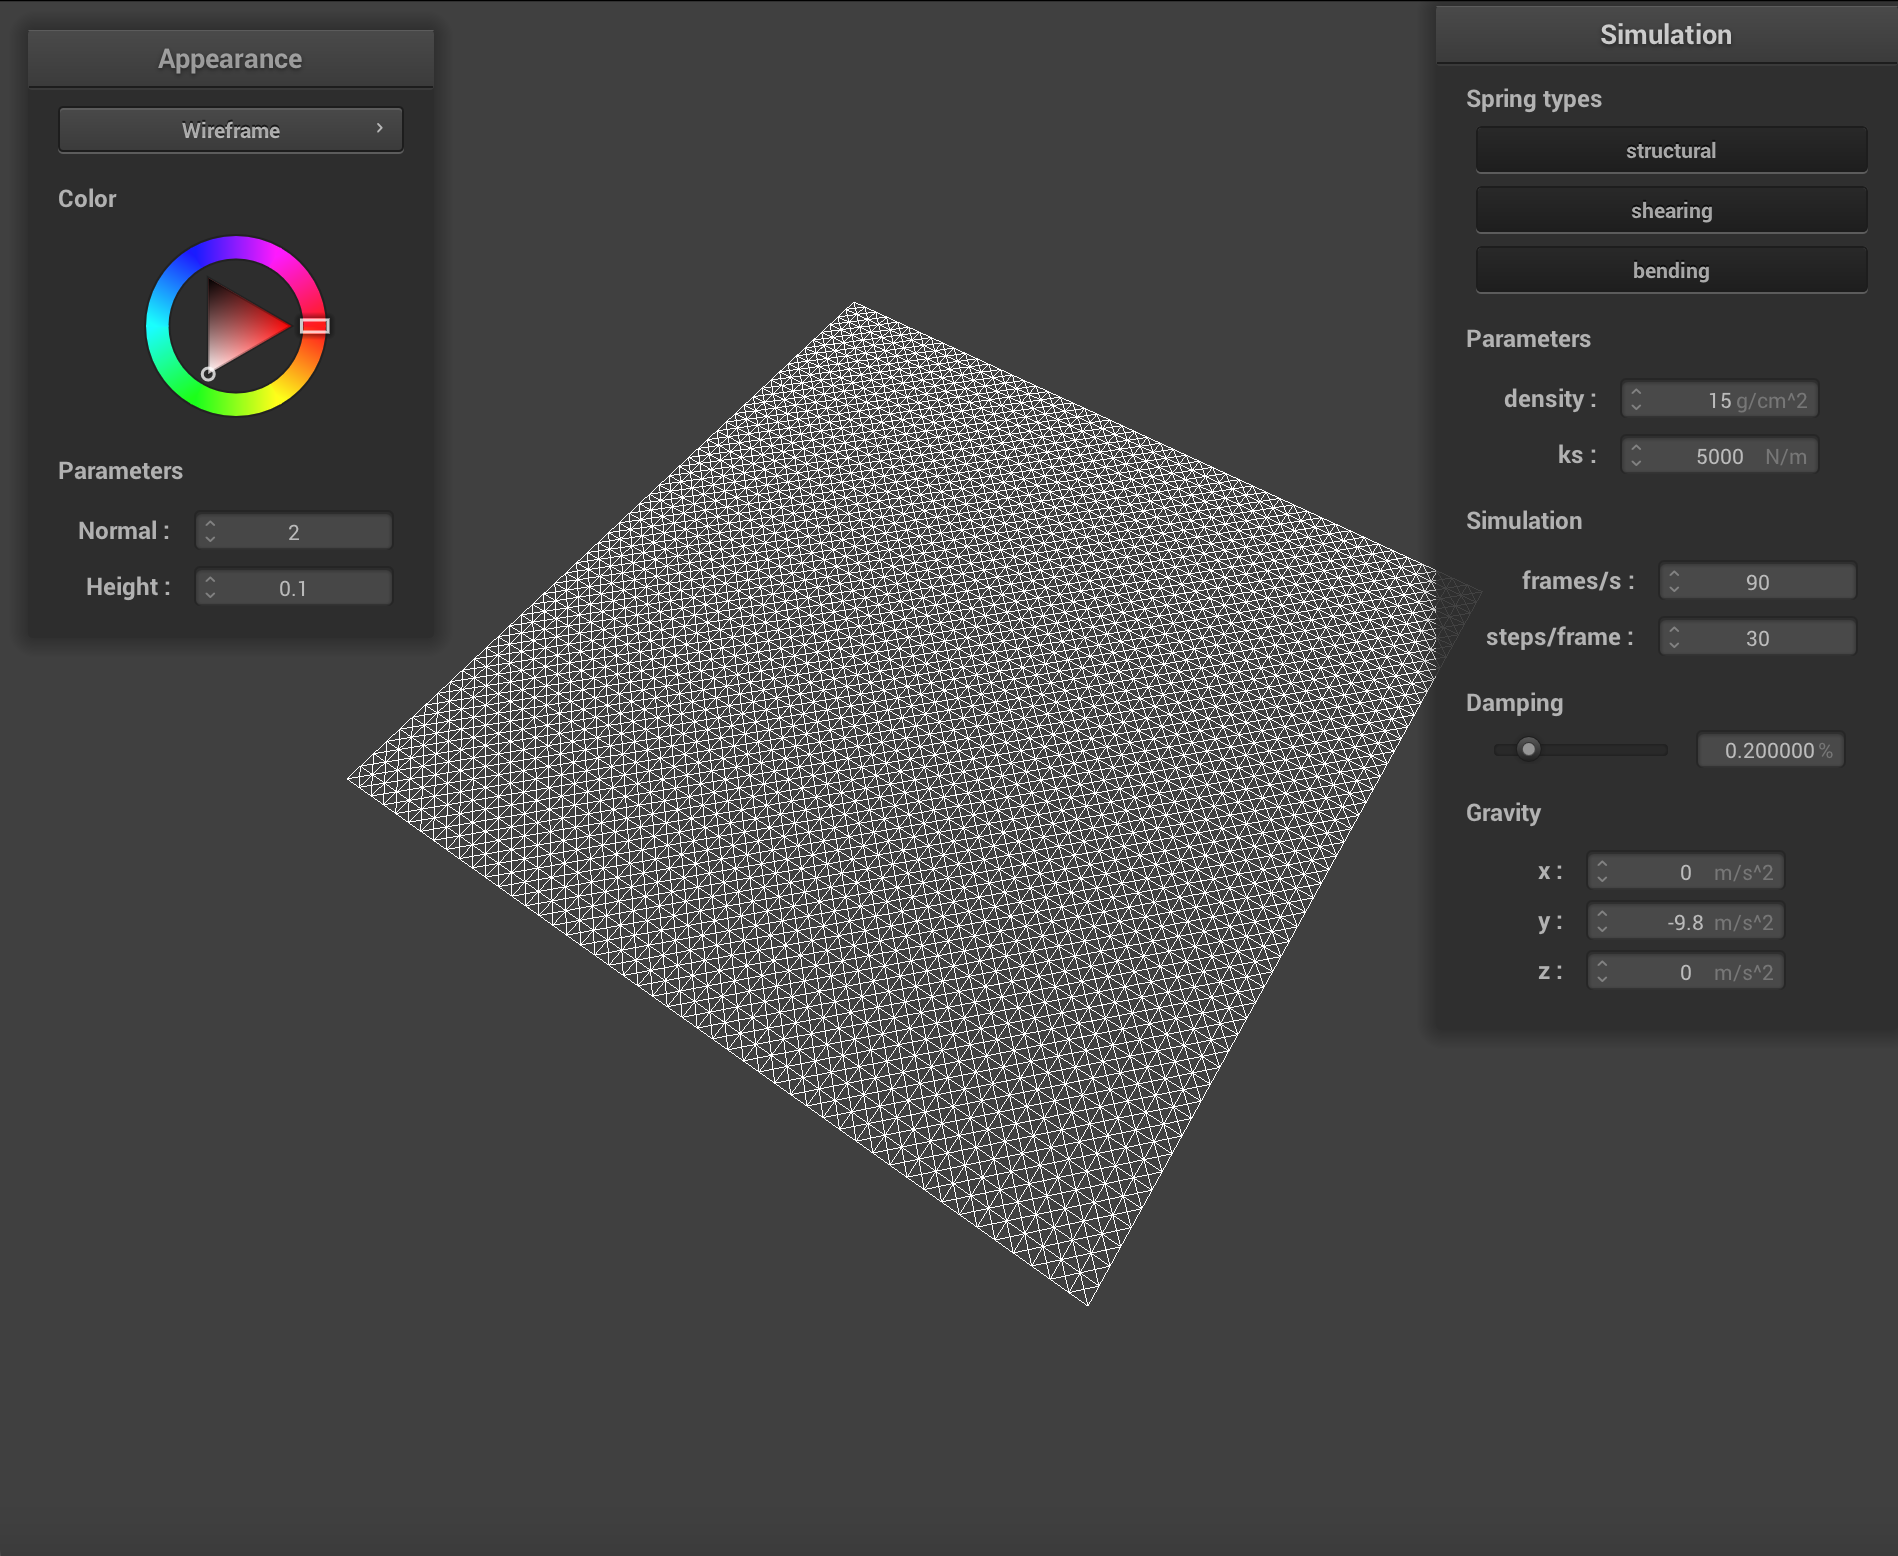 Appearance
Wireframe
Color
Parameters
Normal : 2
Height : 0.1
Simulation
Spring types
structural
shearing
bending
Parameters
density : 15 g/cm^2
ks : 5000 N/m
Simulation
frames/s : 90
steps/frame : 30
Damping
0.200000 %
Gravity
x : 0 m/s^2
y : -9.8 m/s^2
z : 0 m/s^2